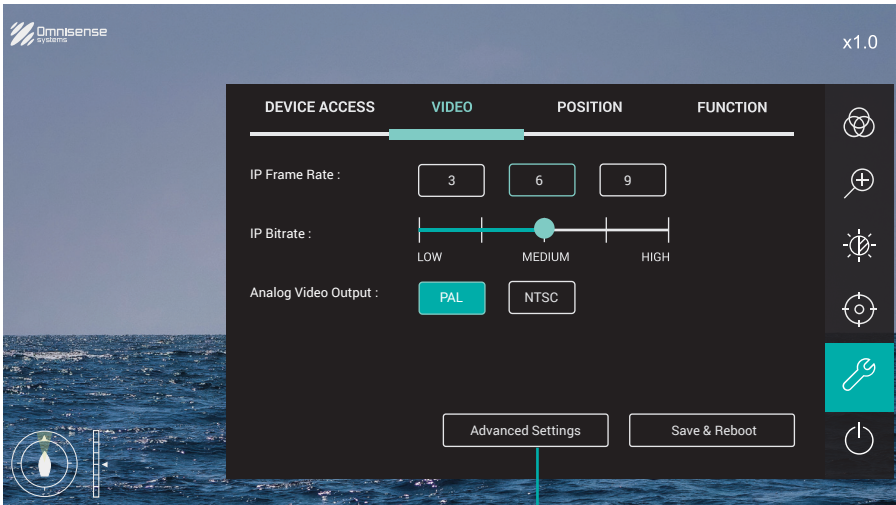 Omnisense
systems
x1.0
DEVICE ACCESS VIDEO POSITION FUNCTION
IP Frame Rate : 3 6 9
IP Bitrate :
LOW MEDIUM HIGH
Analog Video Output : PAL NTSC
Advanced Settings Save & Reboot